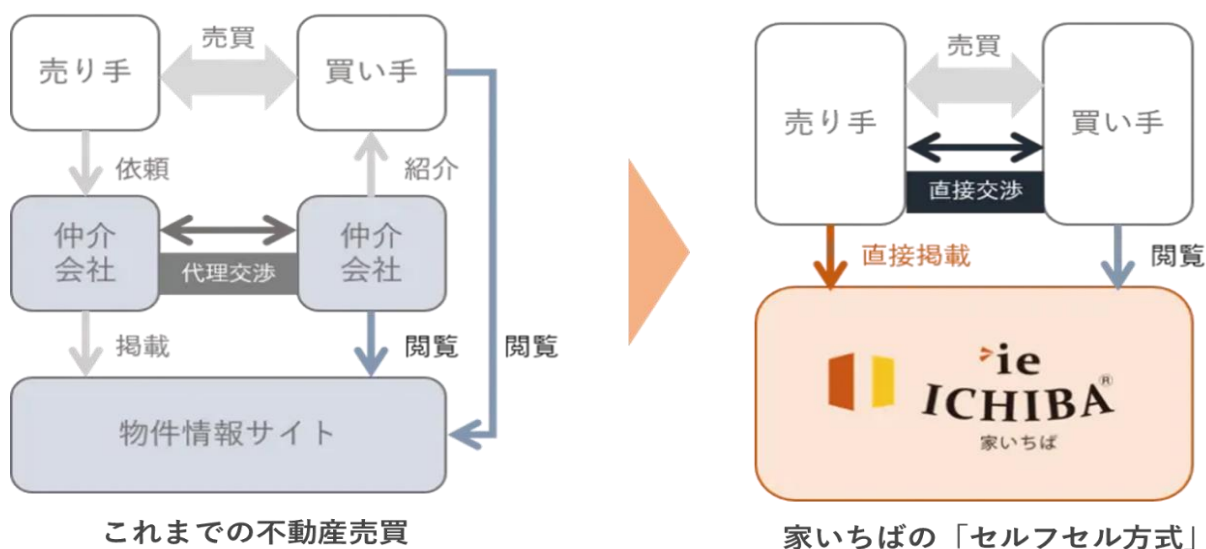 売り手
売買
買い手
依頼
紹介
仲介
会社
代理交渉
仲介
会社
掲載
閲覧
閲覧
物件情報サイト
これまでの不動産売買
売り手
売買
買い手
直接交渉
直接掲載
閲覧
ie
ICHIBA®
家いちば
家いちばの「セルフセル方式」